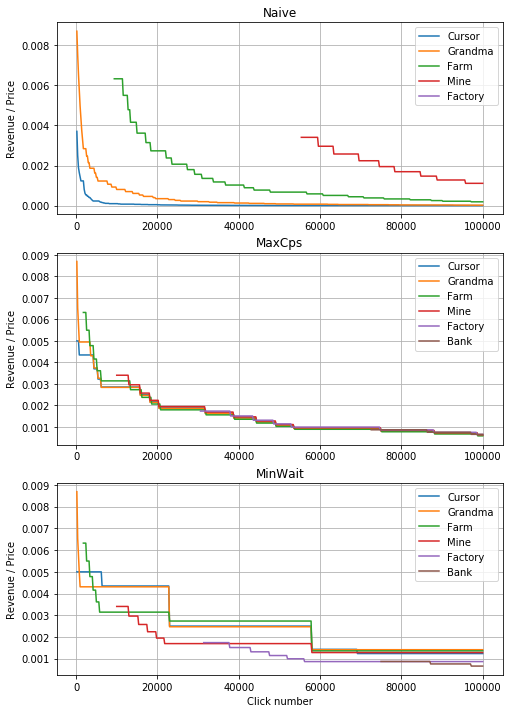 Naive
Revenue / Price
0.008
0.006
0.004
0.002
0.000
0
20000
40000
60000
80000
100000
Cursor
Grandma
Farm
Mine
Factory
MaxCps
Revenue / Price
0.009
0.008
0.007
0.006
0.005
0.004
0.003
0.002
0.001
0
20000
40000
60000
80000
100000
Cursor
Grandma
Farm
Mine
Factory
Bank
MinWait
Revenue / Price
0.009
0.008
0.007
0.006
0.005
0.004
0.003
0.002
0.001
0
20000
40000
60000
80000
100000
Cursor
Grandma
Farm
Mine
Factory
Bank
Click number